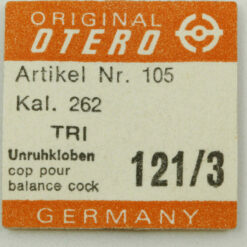 ORIGINAL
OTERO
Artikel Nr. 105
Kal. 262
TRI
Unruhkloben
cop pour
balance cock
121/3
GERMANY